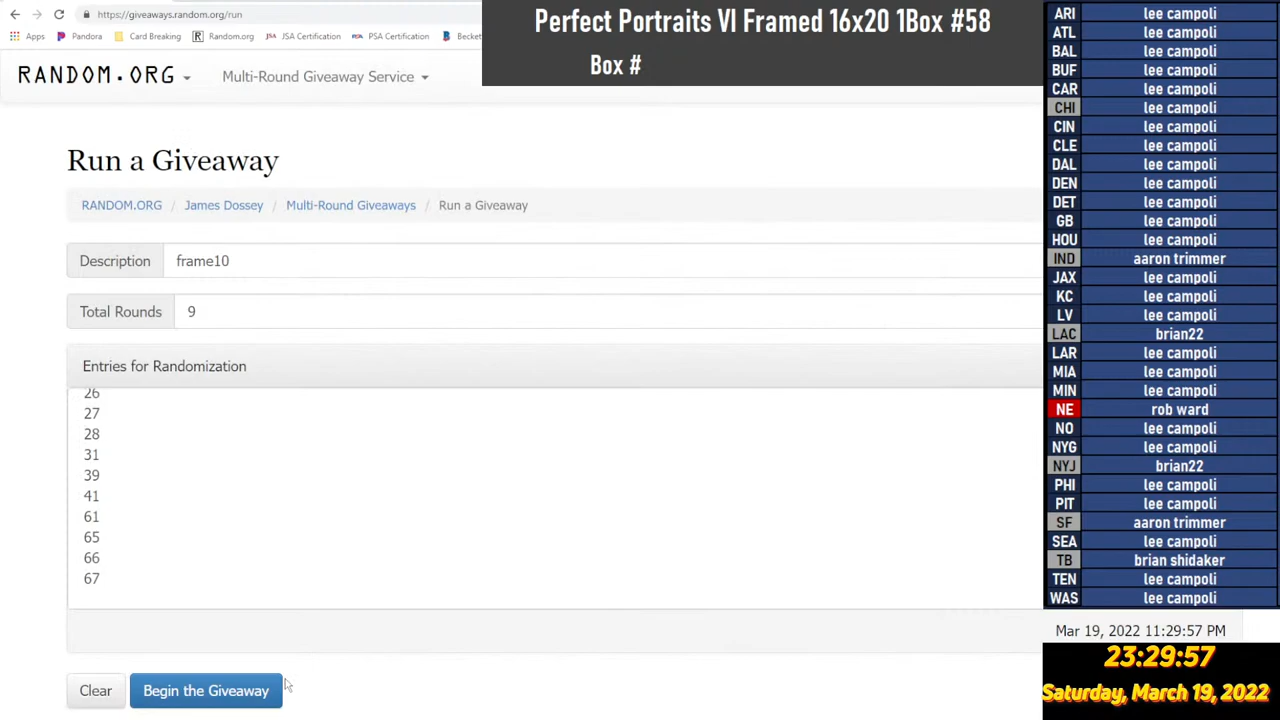 https://giveaways.random.org/run
Apps Pandora Card Breaking Random.org JSA Certification PSA Certification Becket
RANDOM.ORG Multi-Round Giveaway Service
Perfect Portraits VI Framed 16x20 1Box #58
Box #
Run a Giveaway
RANDOM.ORG / James Dossey / Multi-Round Giveaways / Run a Giveaway
Description frame10
Total Rounds 9
Entries for Randomization
26
27
28
31
39
41
61
65
66
67
Clear Begin the Giveaway
ARI lee campoli
ATL lee campoli
BAL lee campoli
BUF lee campoli
CAR lee campoli
CHI lee campoli
CIN lee campoli
CLE lee campoli
DAL lee campoli
DEN lee campoli
DET lee campoli
GB lee campoli
HOU lee campoli
IND aaron trimmer
JAX lee campoli
KC lee campoli
LV lee campoli
LAC brian22
LAR lee campoli
MIA lee campoli
MIN lee campoli
NE rob ward
NO lee campoli
NYG lee campoli
NYJ brian22
PHI lee campoli
PIT lee campoli
SF aaron trimmer
SEA lee campoli
TB brian shidaker
TEN lee campoli
WAS lee campoli
Mar 19, 2022 11:29:57 PM
23:29:57
Saturday, March 19, 2022